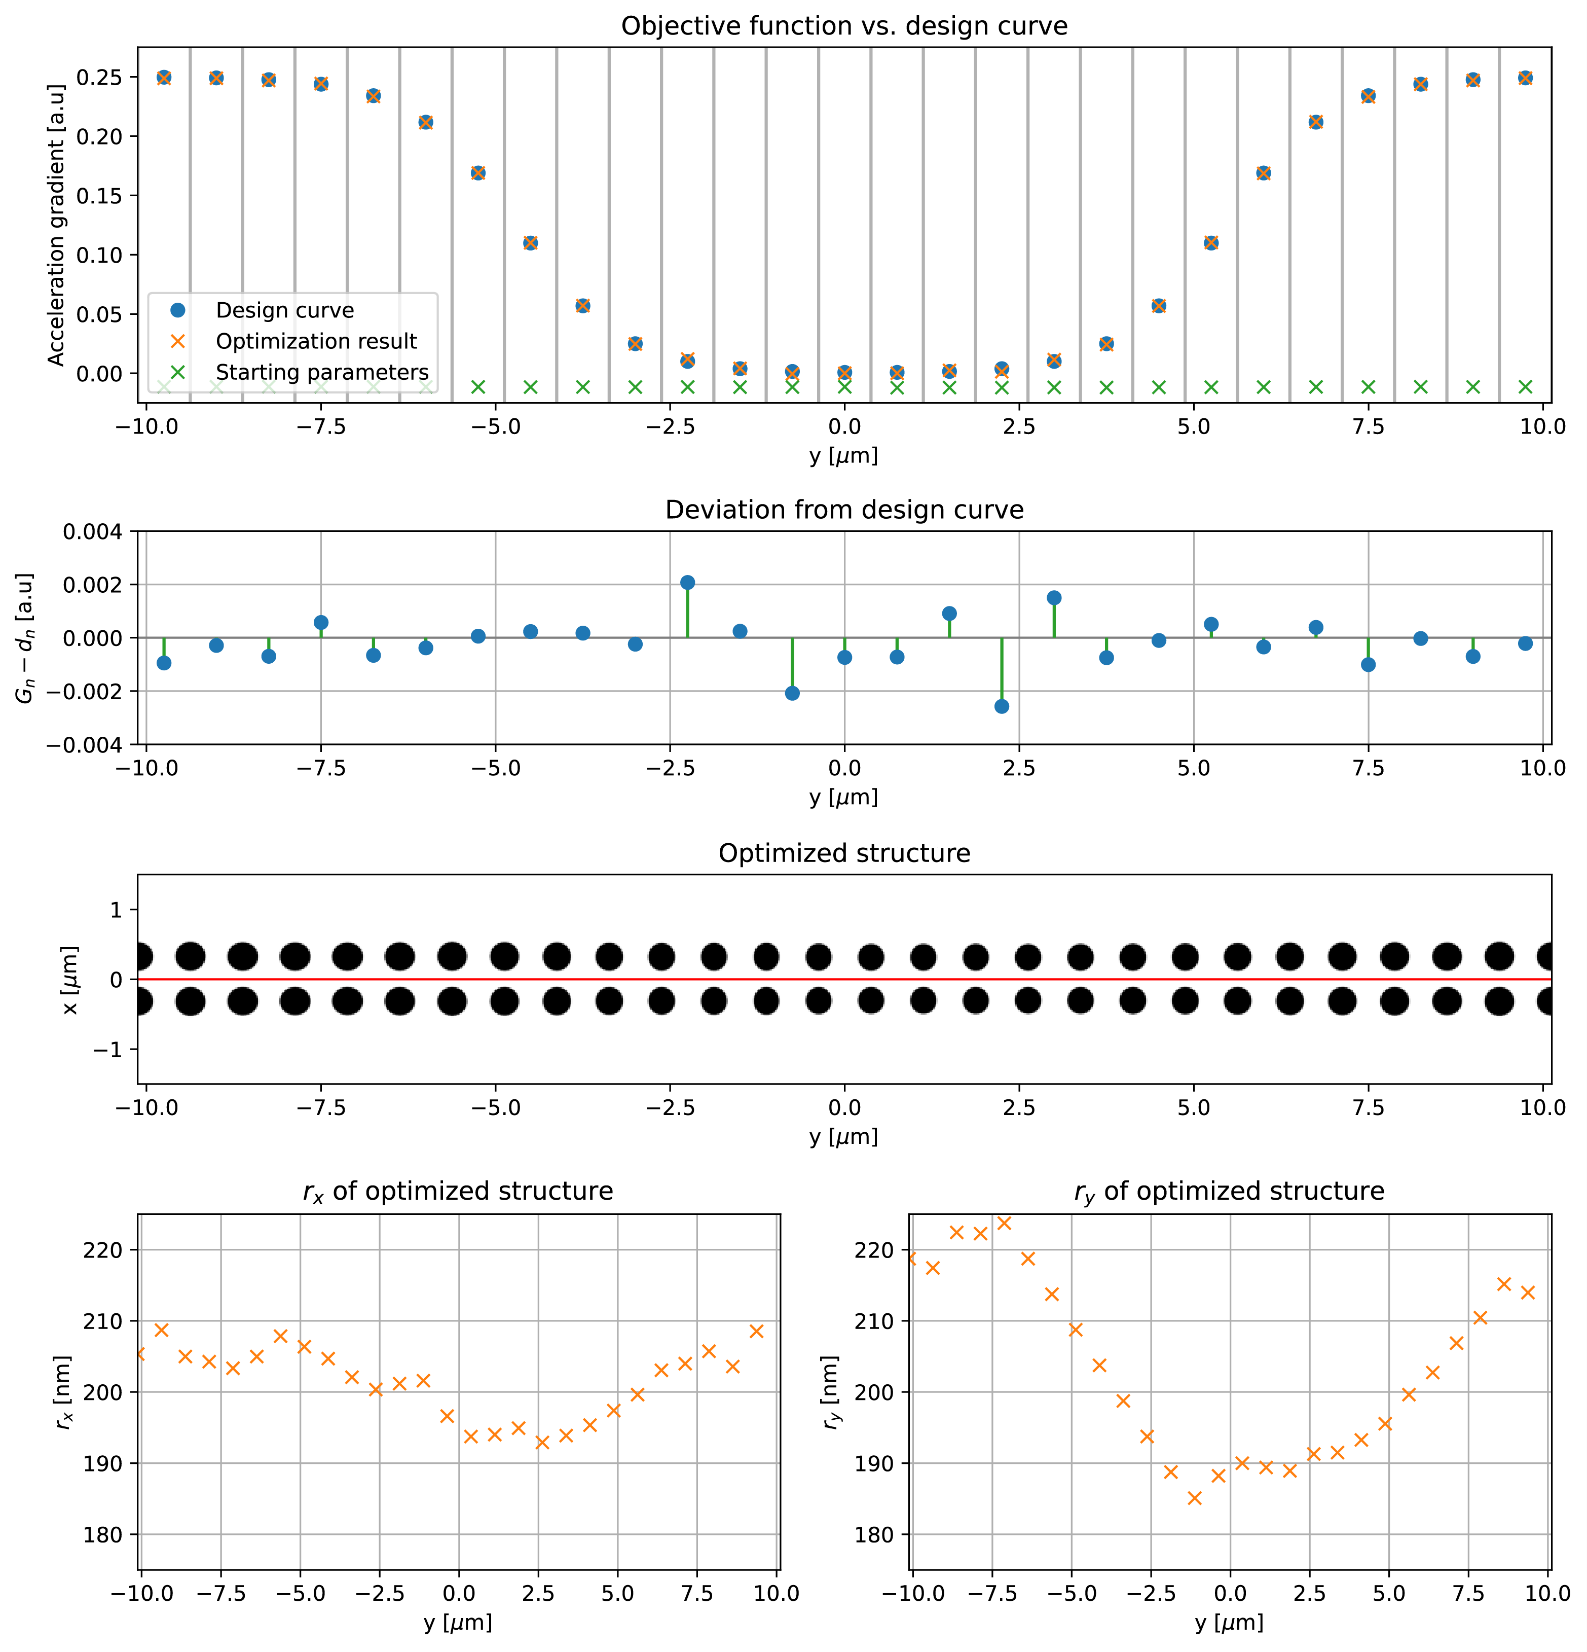 Objective function vs. design curve
Acceleration gradient [a.u]
0.25
0.20
0.15
0.10
0.05
0.00
Design curve
Optimization result
Starting parameters
−10.0 −7.5 −5.0 −2.5 0.0 2.5 5.0 7.5 10.0
y [μm]
Deviation from design curve
Gₙ − dₙ [a.u]
0.004
0.002
0.000
−0.002
−0.004
−10.0 −7.5 −5.0 −2.5 0.0 2.5 5.0 7.5 10.0
y [μm]
Optimized structure
x [μm]
1
0
−1
−10.0 −7.5 −5.0 −2.5 0.0 2.5 5.0 7.5 10.0
y [μm]
rₓ of optimized structure
rₓ [nm]
220
210
200
190
180
−10.0 −7.5 −5.0 −2.5 0.0 2.5 5.0 7.5 10.0
y [μm]
r_y of optimized structure
r_y [nm]
220
210
200
190
180
−10.0 −7.5 −5.0 −2.5 0.0 2.5 5.0 7.5 10.0
y [μm]